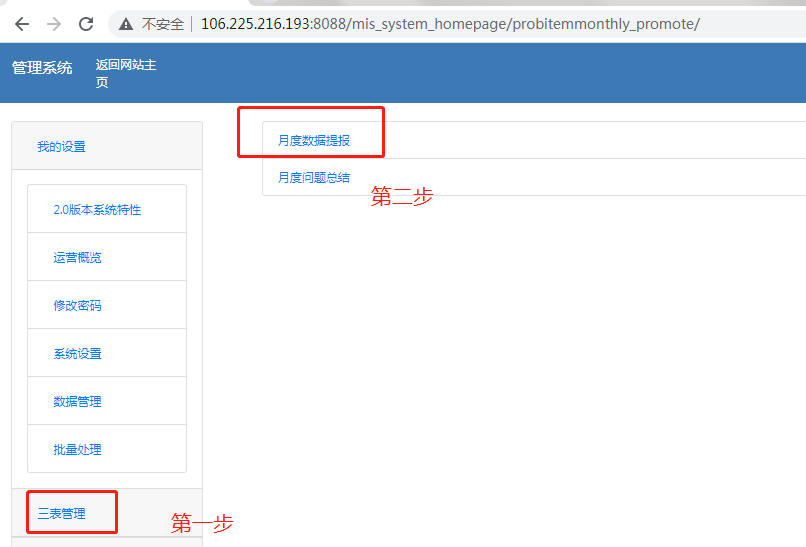 不安全 106.225.216.193:8088/mis_system_homepage/probitemmonthly_promote/
管理系统
返回网站主
页
我的设置
2.0版本系统特性
运营概览
修改密码
系统设置
数据管理
批量处理
三表管理
第一步
月度数据提报
月度问题总结
第二步